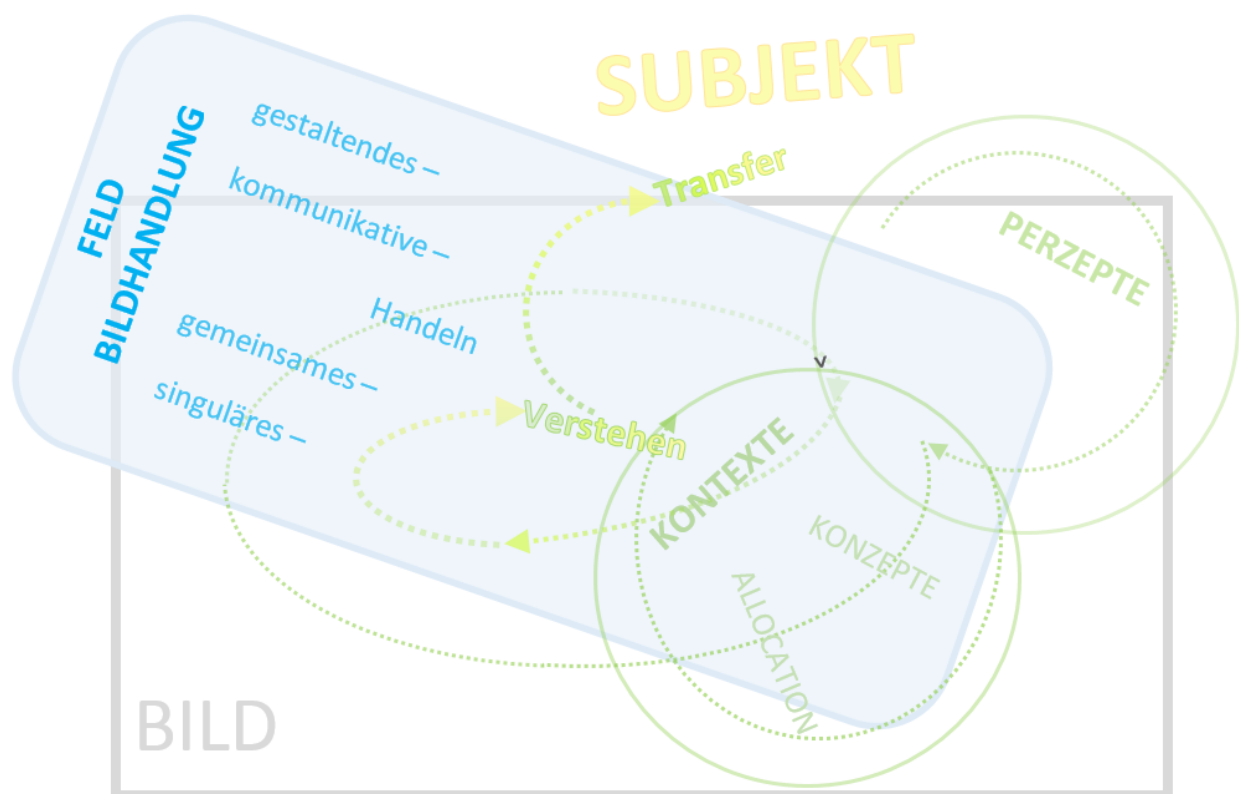 SUBJEKT
FELD
BILDHANDLUNG
gestaltendes –
kommunikative –
Handeln
gemeinsames –
singuläres –
Transfer
Verstehen
PERZEPTE
KONTEXTE
KONZEPTE
ALLOCATION
BILD